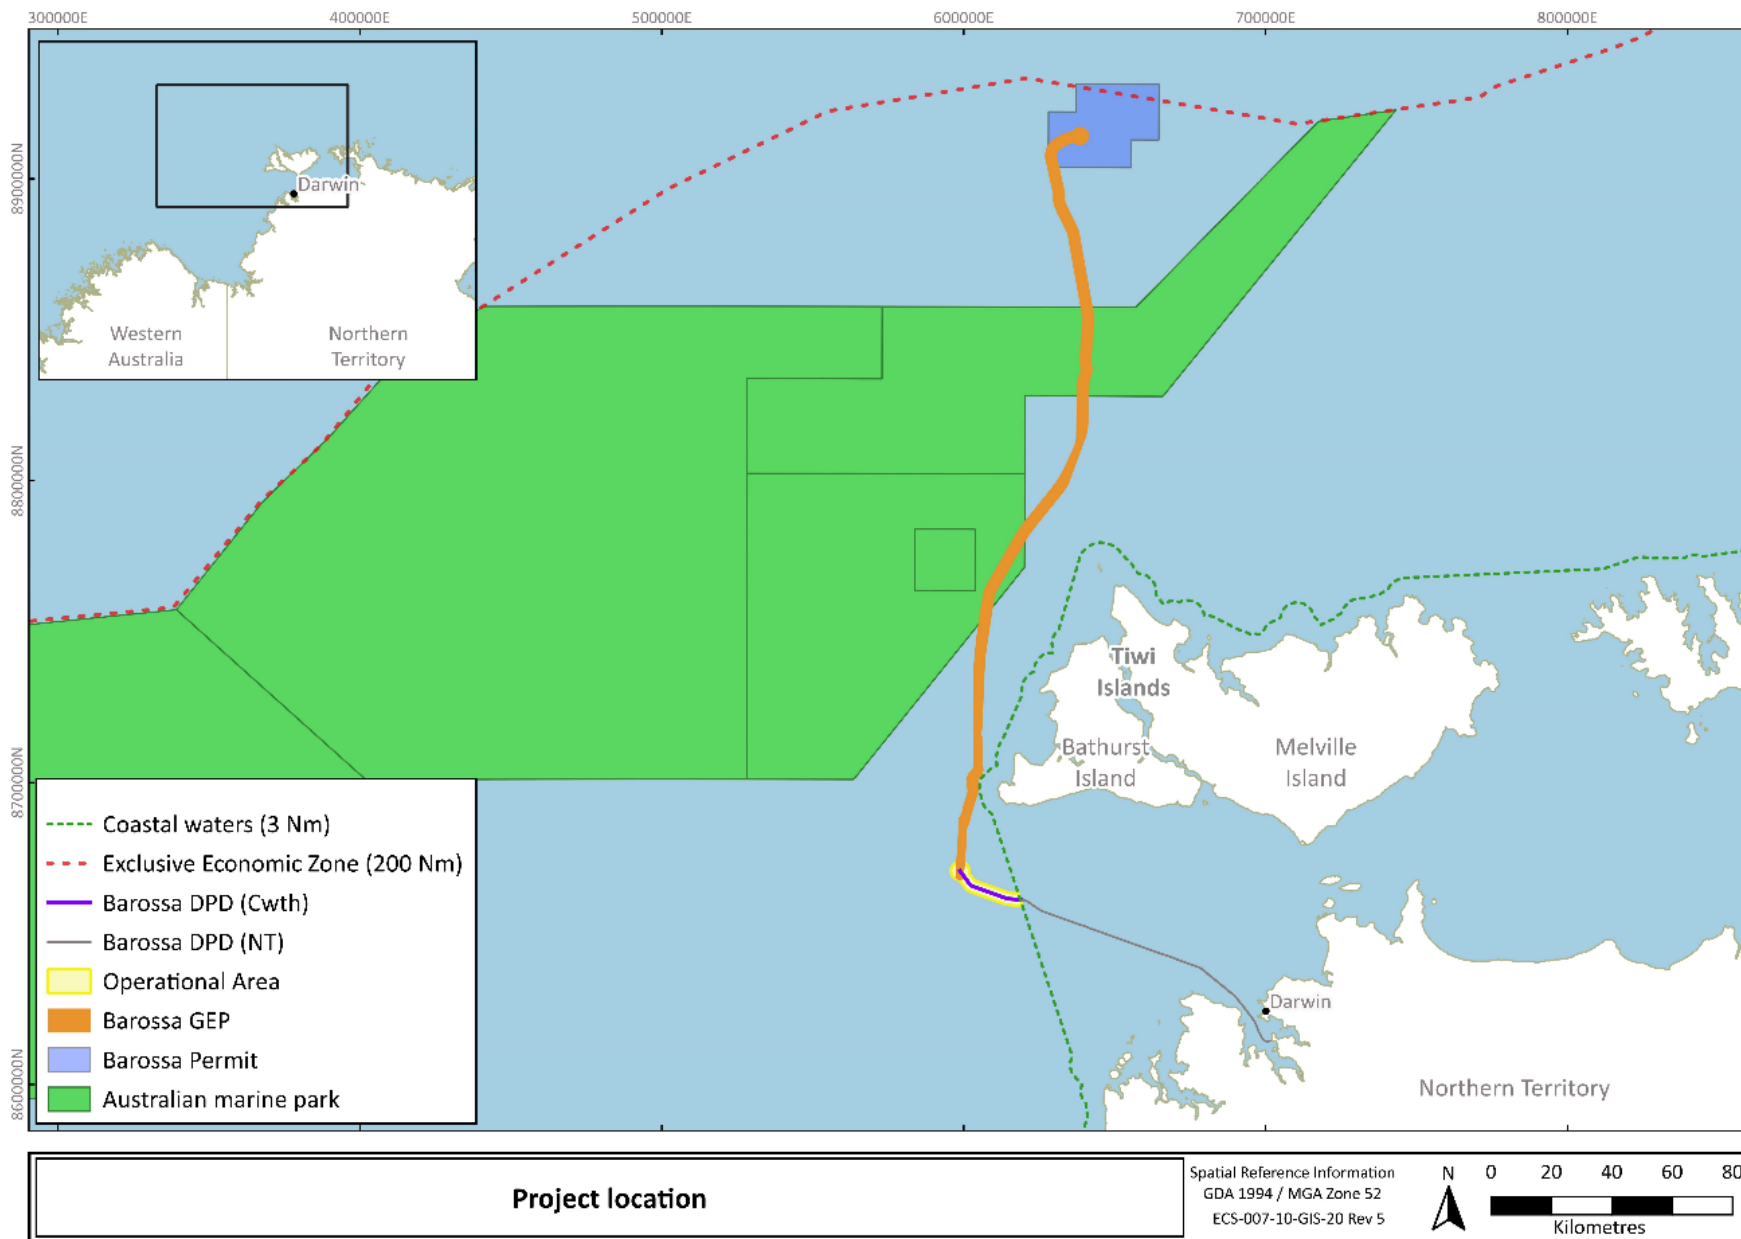 300000E 400000E 500000E 600000E 700000E 800000E
8900000N
8800000N
8700000N
8600000N
Darwin
Western
Australia
Northern
Territory
Tiwi
Islands
Bathurst
Island
Melville
Island
Darwin
Northern Territory
Coastal waters (3 Nm)
Exclusive Economic Zone (200 Nm)
Barossa DPD (Cwth)
Barossa DPD (NT)
Operational Area
Barossa GEP
Barossa Permit
Australian marine park
Project location
Spatial Reference Information
GDA 1994 / MGA Zone 52
ECS-007-10-GIS-20 Rev 5
N
0 20 40 60 80
Kilometres